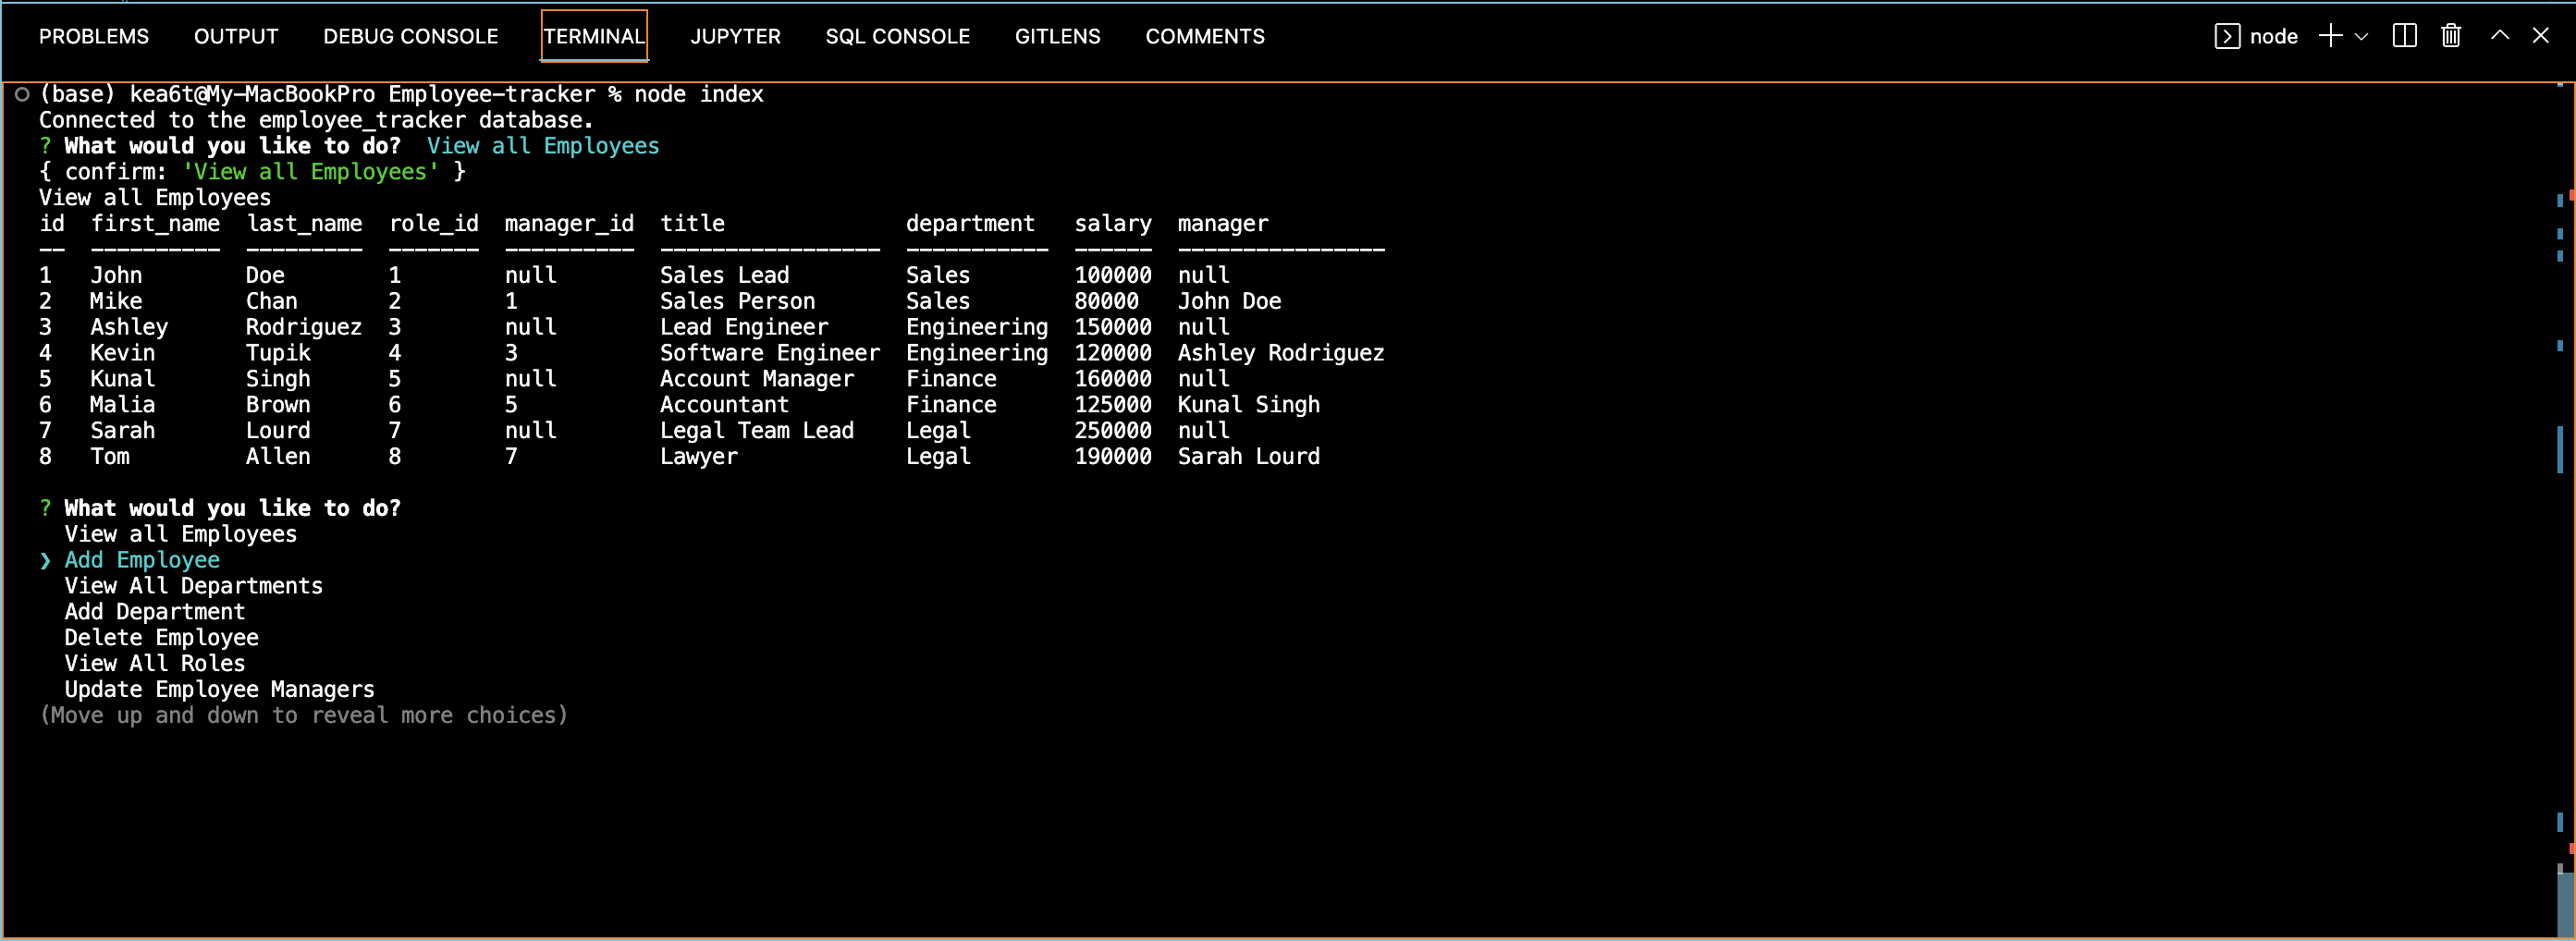 PROBLEMS OUTPUT DEBUG CONSOLE TERMINAL JUPYTER SQL CONSOLE GITLENS COMMENTS node
(base) kea6t@My-MacBookPro Employee-tracker % node index
Connected to the employee_tracker database.
? What would you like to do?  View all Employees
{ confirm: 'View all Employees' }
View all Employees
id  first_name  last_name  role_id  manager_id  title              department   salary  manager
--  ----------  ---------  -------  ----------  -----------------  -----------  ------  ----------------
1   John        Doe        1        null        Sales Lead         Sales        100000  null
2   Mike        Chan       2        1           Sales Person       Sales        80000   John Doe
3   Ashley      Rodriguez  3        null        Lead Engineer      Engineering  150000  null
4   Kevin       Tupik      4        3           Software Engineer  Engineering  120000  Ashley Rodriguez
5   Kunal       Singh      5        null        Account Manager    Finance      160000  null
6   Malia       Brown      6        5           Accountant         Finance      125000  Kunal Singh
7   Sarah       Lourd      7        null        Legal Team Lead    Legal        250000  null
8   Tom         Allen      8        7           Lawyer             Legal        190000  Sarah Lourd
? What would you like to do?
View all Employees
❯ Add Employee
View All Departments
Add Department
Delete Employee
View All Roles
Update Employee Managers
(Move up and down to reveal more choices)